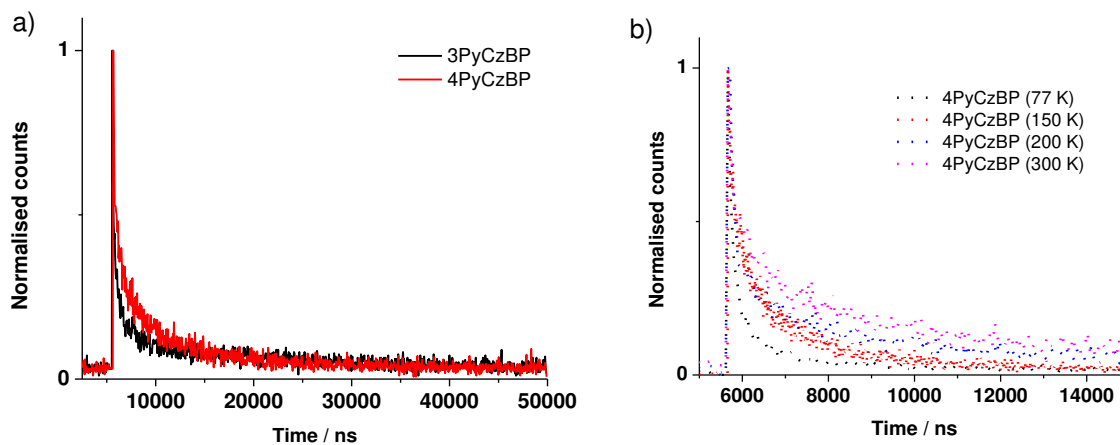 a)
Normalised counts
1
0
3PyCzBP
4PyCzBP
10000 20000 30000 40000 50000
Time / ns
b)
Normalised counts
1
0
4PyCzBP (77 K)
4PyCzBP (150 K)
4PyCzBP (200 K)
4PyCzBP (300 K)
6000 8000 10000 12000 14000
Time / ns